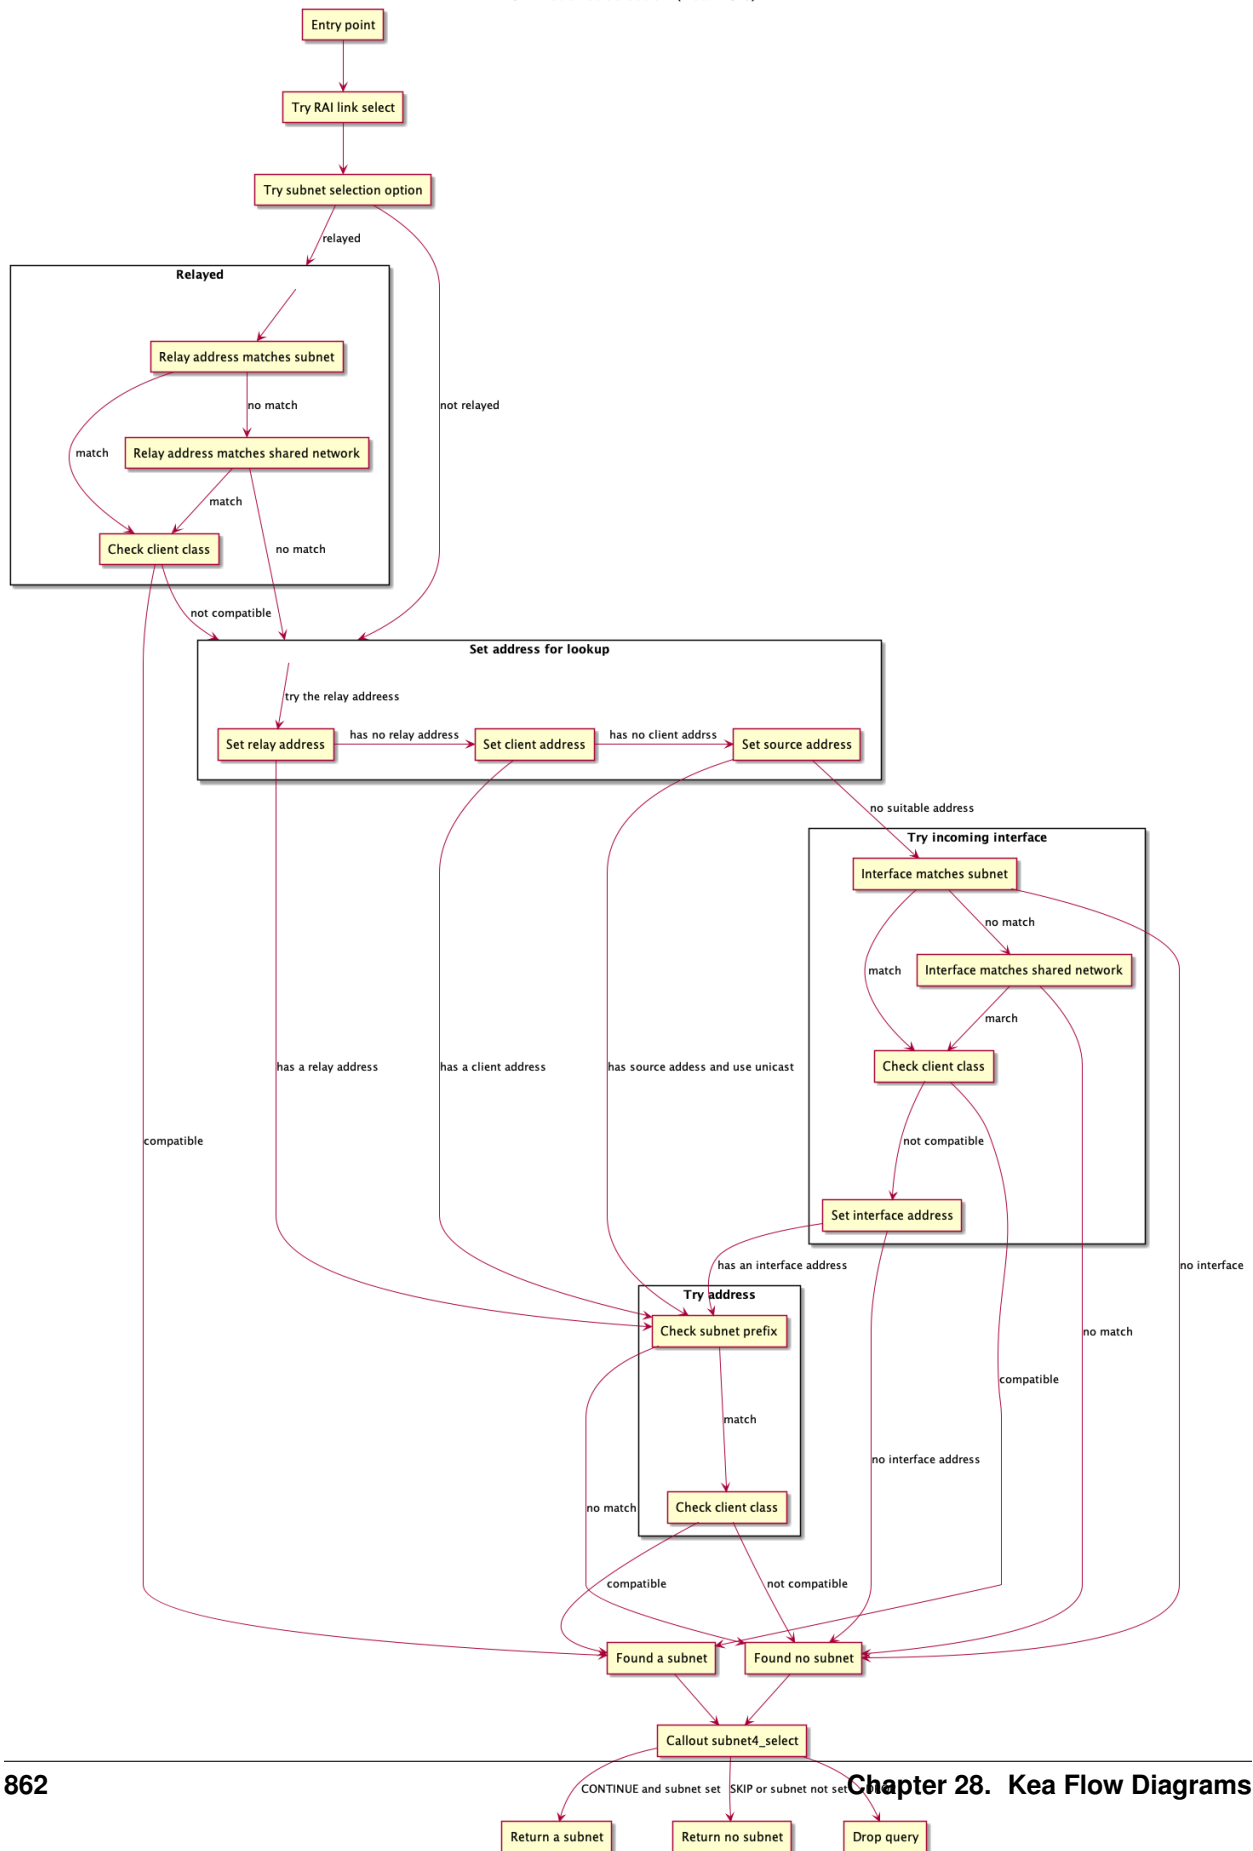 Entry point
Try RAI link select
Try subnet selection option
relayed
Relayed
Relay address matches subnet
no match
not relayed
match
Relay address matches shared network
match
Check client class
no match
not compatible
Set address for lookup
try the relay addreess
Set relay address
has no relay address
Set client address
has no client addrss
Set source address
no suitable address
Try incoming interface
Interface matches subnet
no match
match
Interface matches shared network
march
Check client class
has a relay address
has a client address
has source addess and use unicast
compatible
not compatible
Set interface address
has an interface address
no interface
Try address
Check subnet prefix
no match
compatible
match
no interface address
Check client class
no match
compatible
not compatible
Found a subnet
Found no subnet
Callout subnet4_select
862
Chapter 28. Kea Flow Diagrams
CONTINUE and subnet set
SKIP or subnet not set
Return a subnet
Return no subnet
Drop query